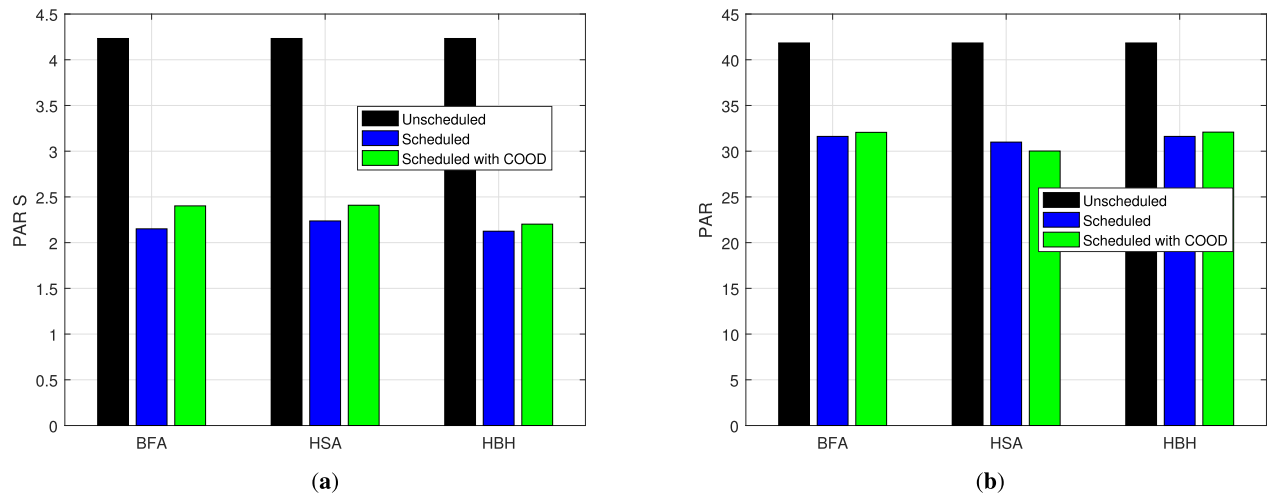 4.5
4
3.5
3
2.5
2
1.5
1
0.5
0
PAR S
Unscheduled
Scheduled
Scheduled with COOD
BFA
HSA
HBH
(a)
45
40
35
30
25
20
15
10
5
0
PAR
Unscheduled
Scheduled
Scheduled with COOD
BFA
HSA
HBH
(b)